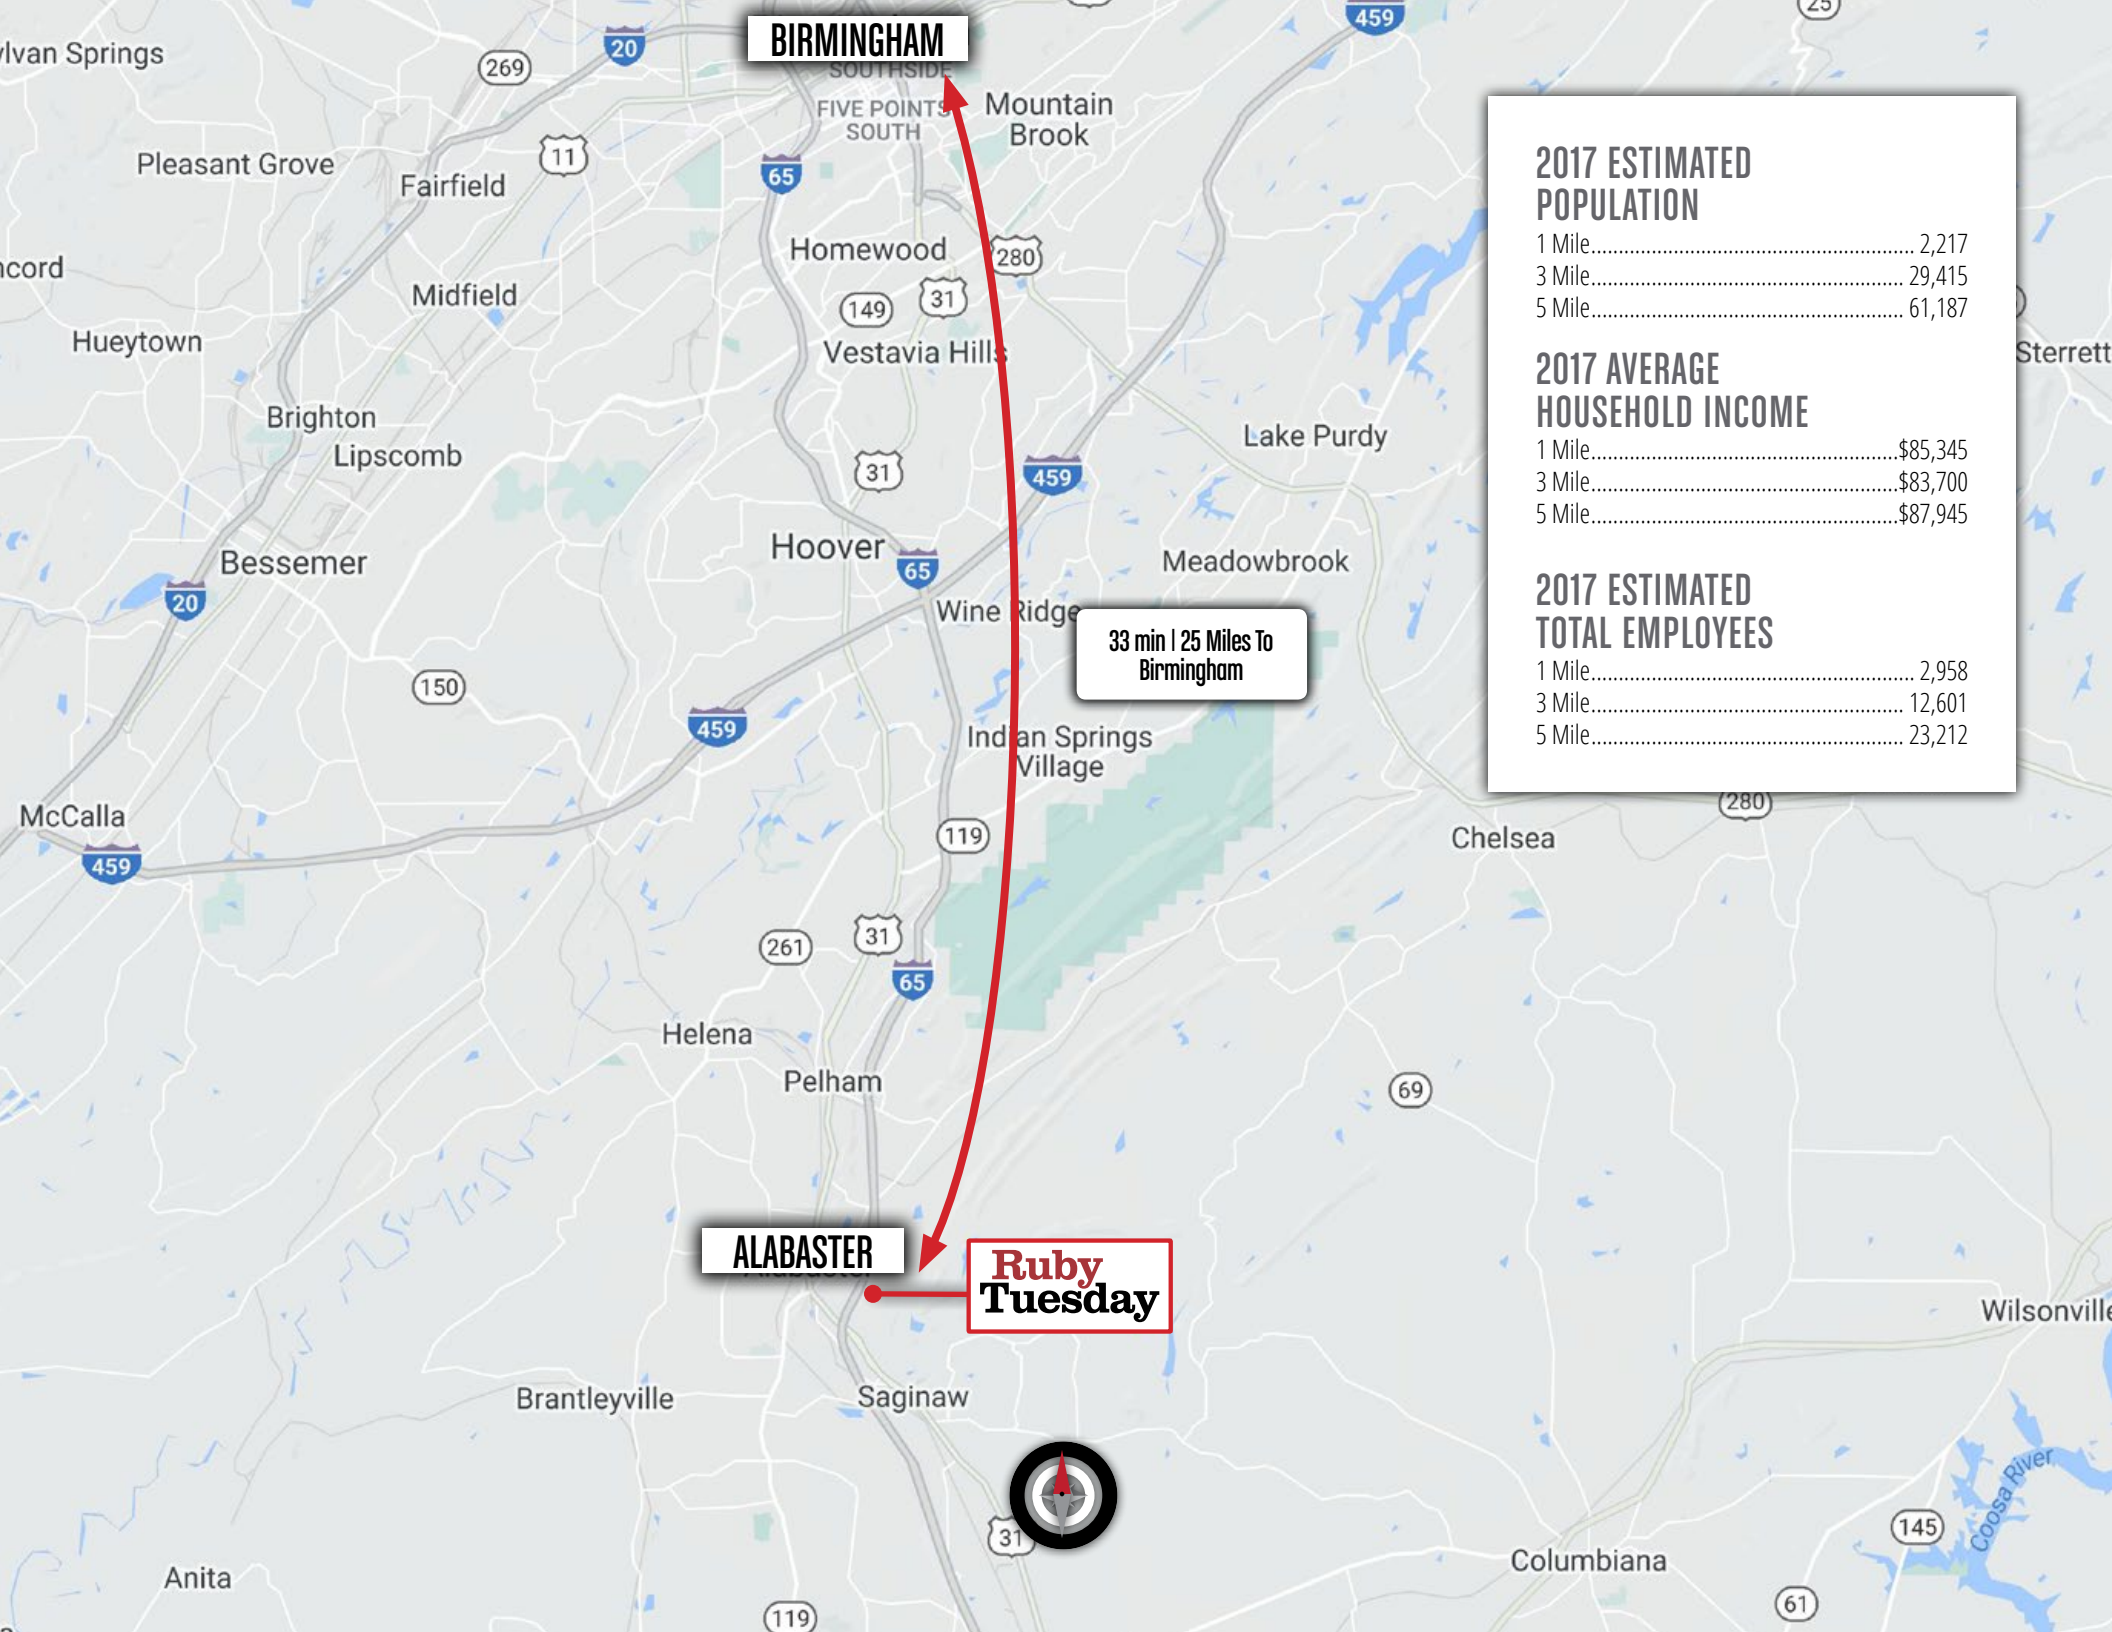 BIRMINGHAM
SOUTHSIDE
FIVE POINTS
SOUTH
Mountain
Brook
lvan Springs
269
20
459
25
Pleasant Grove
Fairfield
11
65
Homewood
280
149
31
Vestavia Hills
ncord
Midfield
Hueytown
Brighton
Lipscomb
31
459
Lake Purdy
Sterrett
Hoover
65
Bessemer
20
Meadowbrook
Wine Ridge
33 min | 25 Miles To
Birmingham
150
459
Indian Springs
Village
McCalla
459
119
280
Chelsea
261
31
65
Helena
Pelham
69
ALABASTER
Ruby
Tuesday
Wilsonville
Brantleyville
Saginaw
31
Coosa River
145
Columbiana
Anita
119
61
2017 ESTIMATED
POPULATION
1 Mile.......... 2,217
3 Mile.......... 29,415
5 Mile.......... 61,187
2017 AVERAGE
HOUSEHOLD INCOME
1 Mile..........$85,345
3 Mile..........$83,700
5 Mile..........$87,945
2017 ESTIMATED
TOTAL EMPLOYEES
1 Mile.......... 2,958
3 Mile.......... 12,601
5 Mile.......... 23,212